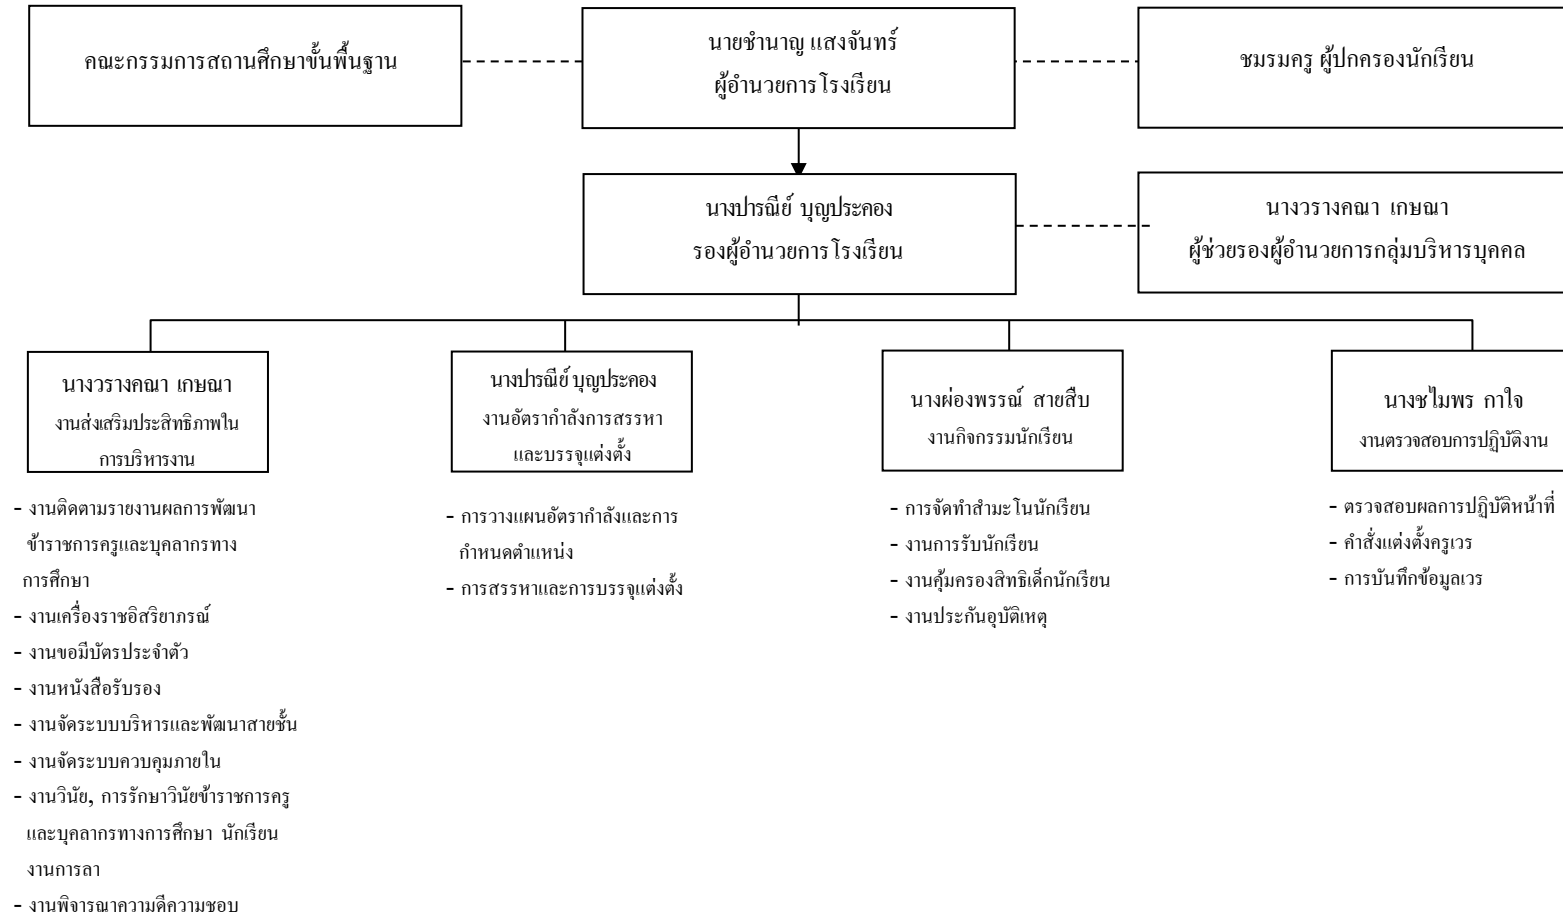 คณะกรรมการสถานศึกษาขั้นพื้นฐาน
นายชำนาญ แสงจันทร์
ผู้อำนวยการโรงเรียน
ชมรมครู ผู้ปกครองนักเรียน
นางปารณีย์ บุญประคอง
รองผู้อำนวยการโรงเรียน
นางวรางคณา เกษณา
ผู้ช่วยรองผู้อำนวยการกลุ่มบริหารบุคคล
นางวรางคณา เกษณา
งานส่งเสริมประสิทธิภาพใน
การบริหารงาน
- งานติดตามรายงานผลการพัฒนา
ข้าราชการครูและบุคลากรทาง
การศึกษา
- งานเครื่องราชอิสริยาภรณ์
- งานขอมีบัตรประจำตัว
- งานหนังสือรับรอง
- งานจัดระบบบริหารและพัฒนาสายชั้น
- งานจัดระบบควบคุมภายใน
- งานวินัย, การรักษาวินัยข้าราชการครู
และบุคลากรทางการศึกษา นักเรียน
งานการลา
- งานพิจารณาความดีความชอบ
นางปารณีย์ บุญประคอง
งานอัตรากำลังการสรรหา
และบรรจุแต่งตั้ง
- การวางแผนอัตรากำลังและการ
กำหนดตำแหน่ง
- การสรรหาและการบรรจุแต่งตั้ง
นางผ่องพรรณ์ สายสืบ
งานกิจกรรมนักเรียน
- การจัดทำสำมะโนนักเรียน
- งานการรับนักเรียน
- งานคุ้มครองสิทธิเด็กนักเรียน
- งานประกันอุบัติเหตุ
นางชไมพร กาใจ
งานตรวจสอบการปฏิบัติงาน
- ตรวจสอบผลการปฏิบัติหน้าที่
- คำสั่งแต่งตั้งครูเวร
- การบันทึกข้อมูลเวร